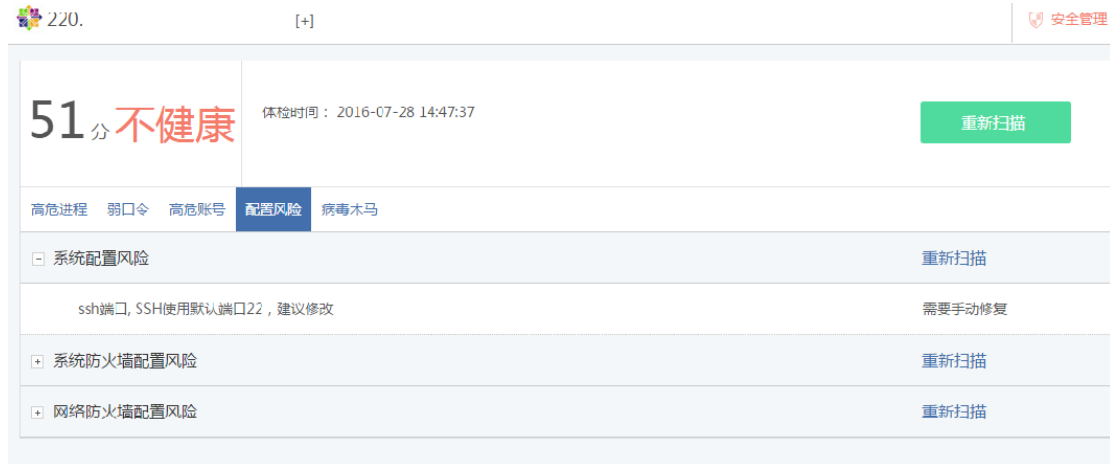 220. [+] 安全管理
51分不健康 体检时间： 2016-07-28 14:47:37 重新扫描
高危进程 弱口令 高危账号 配置风险 病毒木马
系统配置风险 重新扫描
ssh端口, SSH使用默认端口22，建议修改 需要手动修复
系统防火墙配置风险 重新扫描
网络防火墙配置风险 重新扫描